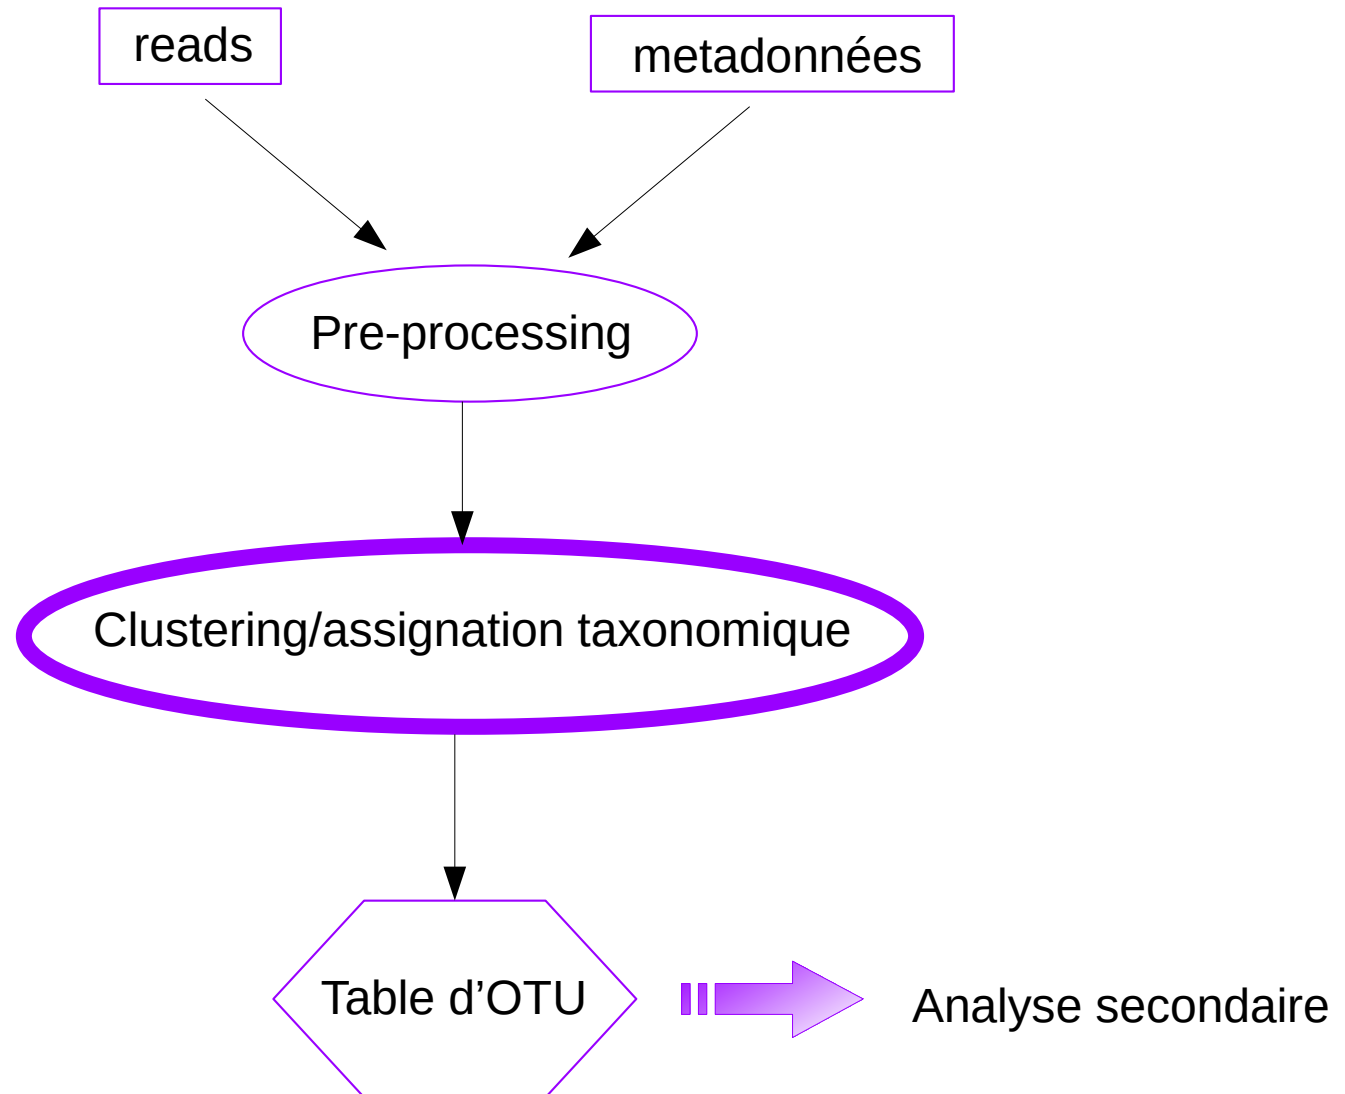 reads
metadonnées
Pre-processing
Clustering/assignation taxonomique
Table d’OTU
Analyse secondaire